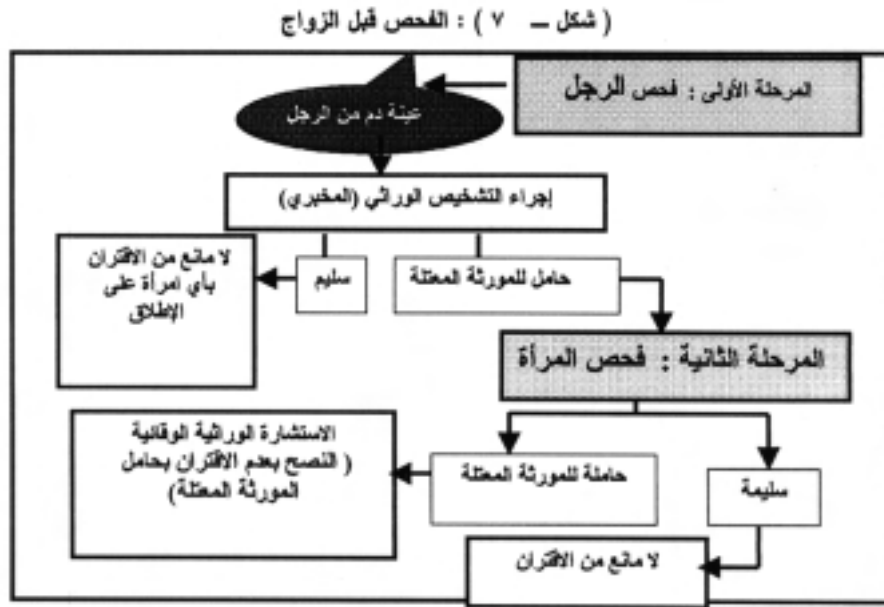 ( شكل – ٧ ) : الفحص قبل الزواج
المرحلة الأولى : فحص الرجل
عينة دم من الرجل
إجراء التشخيص الوراثي (المخبري)
حامل للمورثة المعتلة
سليم
لا مانع من الاقتران
بأي امرأة على
الإطلاق
المرحلة الثانية : فحص المرأة
سليمة
حاملة للمورثة المعتلة
الاستشارة الوراثية الوقائية
( النصح بعدم الاقتران بحامل
المورثة المعتلة)
لا مانع من الاقتران